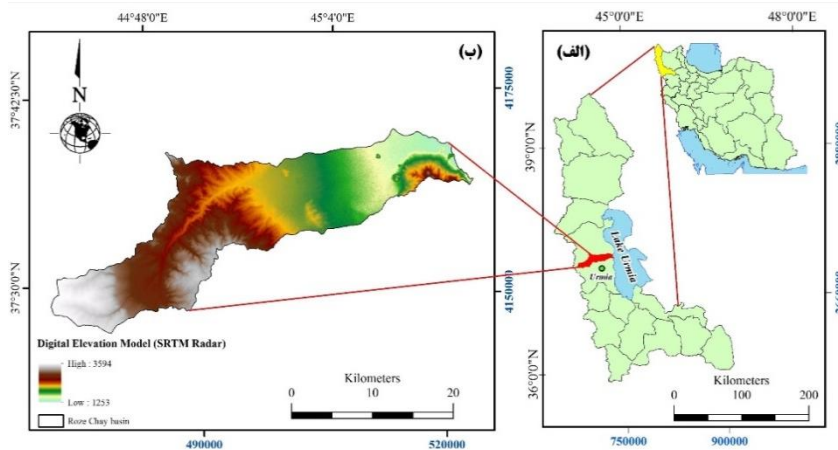 44°48'0"E
45°4'0"E
(ب)
37°42'30"N
N
4175000
37°30'0"N
4150000
Digital Elevation Model (SRTM Radar)
High : 3594
Low : 1253
Roze Chay basin
Kilometers
0 10 20
490000
520000
45°0'0"E
48°0'0"E
(الف)
39°0'0"N
Lake Urmia
Urmia
36°0'0"N
Kilometers
0 100 200
750000
900000